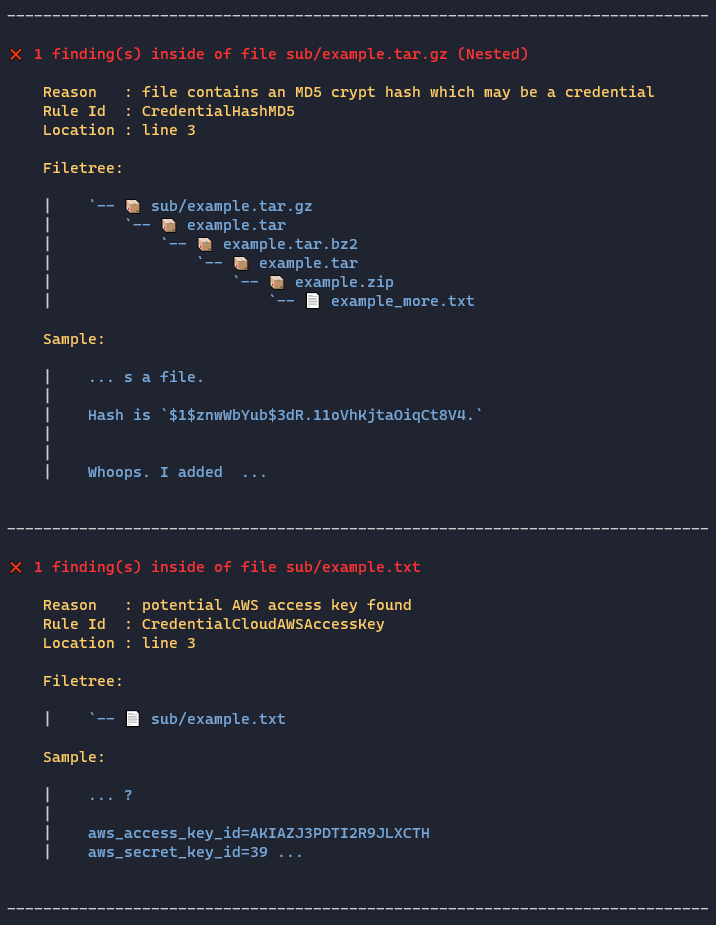 ❌ 1 finding(s) inside of file sub/example.tar.gz (Nested)
Reason   : file contains an MD5 crypt hash which may be a credential
Rule Id  : CredentialHashMD5
Location : line 3
Filetree:
|    `-- 📦 sub/example.tar.gz
|        `-- 📦 example.tar
|            `-- 📦 example.tar.bz2
|                `-- 📦 example.tar
|                    `-- 📦 example.zip
|                        `-- 📄 example_more.txt
Sample:
|    ... s a file.
|
|    Hash is `$1$znwWbYub$3dR.11oVhKjtaOiqCt8V4.`
|
|
|    Whoops. I added  ...
❌ 1 finding(s) inside of file sub/example.txt
Reason   : potential AWS access key found
Rule Id  : CredentialCloudAWSAccessKey
Location : line 3
Filetree:
|    `-- 📄 sub/example.txt
Sample:
|    ... ?
|
|    aws_access_key_id=AKIAZJ3PDTI2R9JLXCTH
|    aws_secret_key_id=39 ...